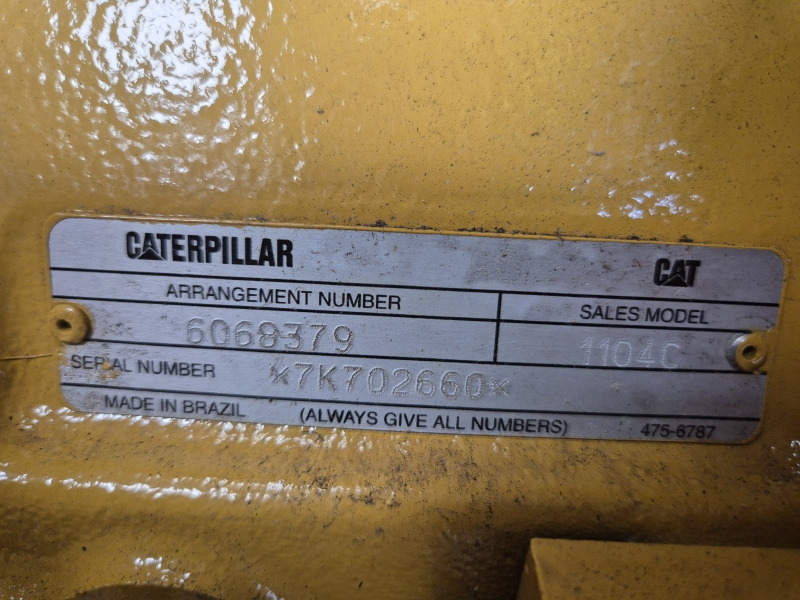 CATERPILLAR CAT
ARRANGEMENT NUMBER SALES MODEL
6068379 1104C
SERIAL NUMBER *7K702660*
MADE IN BRAZIL (ALWAYS GIVE ALL NUMBERS) 475-6787